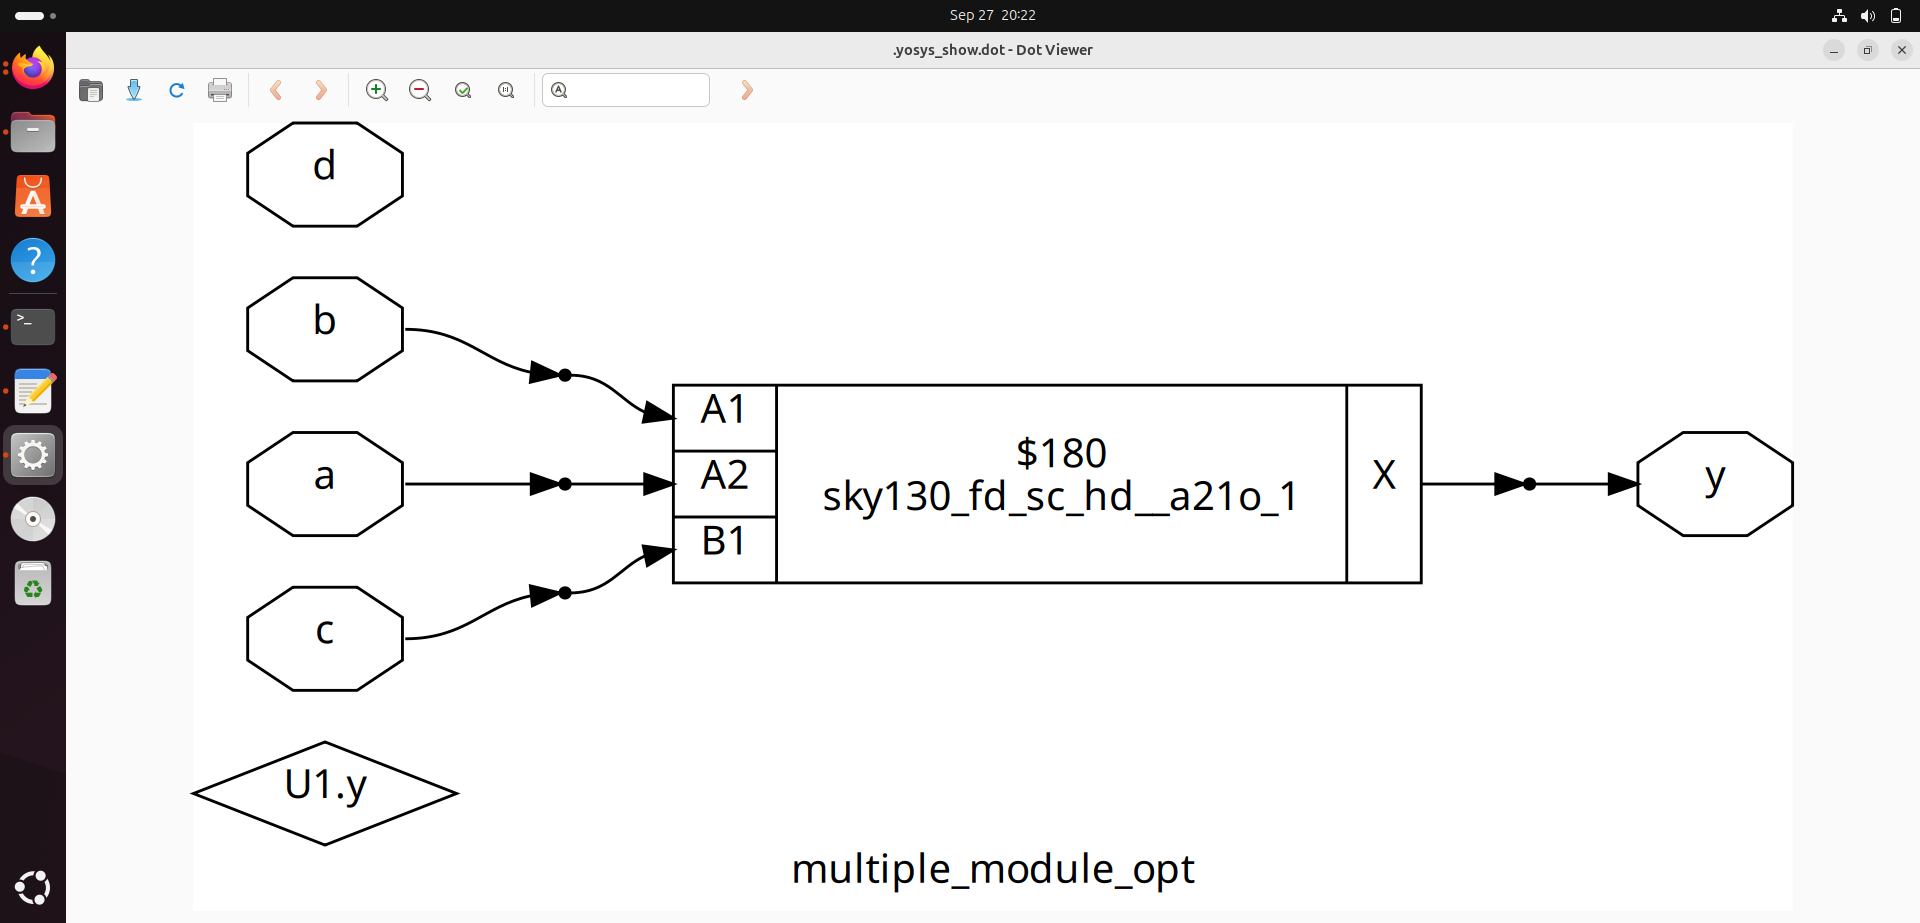 Sep 27 20:22
.yosys_show.dot - Dot Viewer
d
b
a
c
U1.y
A1
A2
B1
$180
sky130_fd_sc_hd__a21o_1
X
y
multiple_module_opt